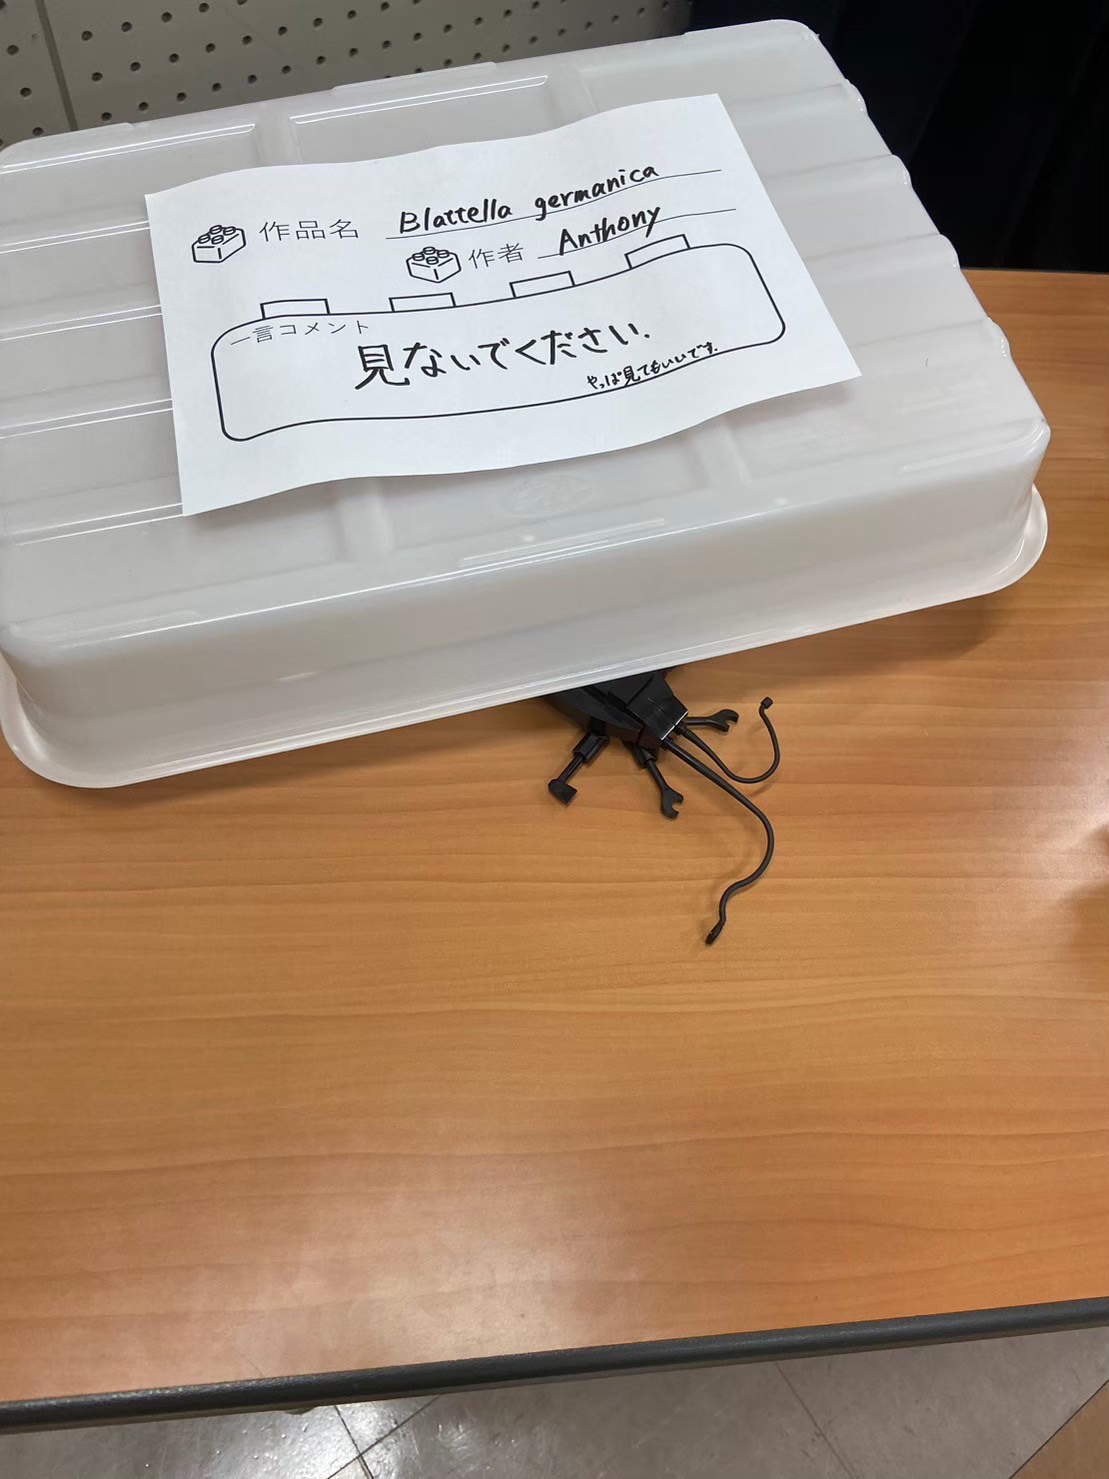 作品名 Blattella germanica
作者 Anthony
一言コメント
見ないでください.
やっぱ見てもいいです.